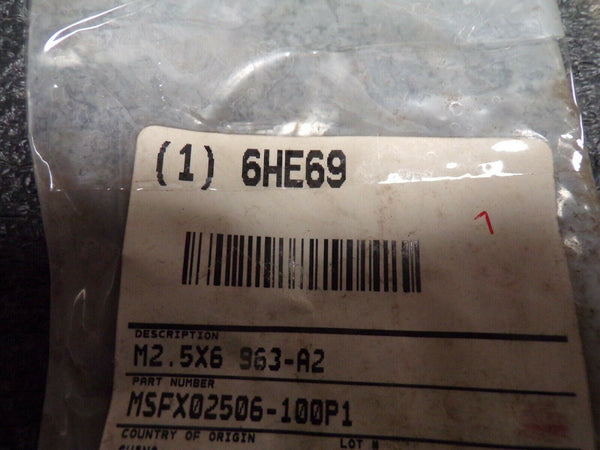 (1) 6HE69
7
DESCRIPTION
M2.5X6 963-A2
PART NUMBER
MSFX02506-100P1
COUNTRY OF ORIGIN LOT #